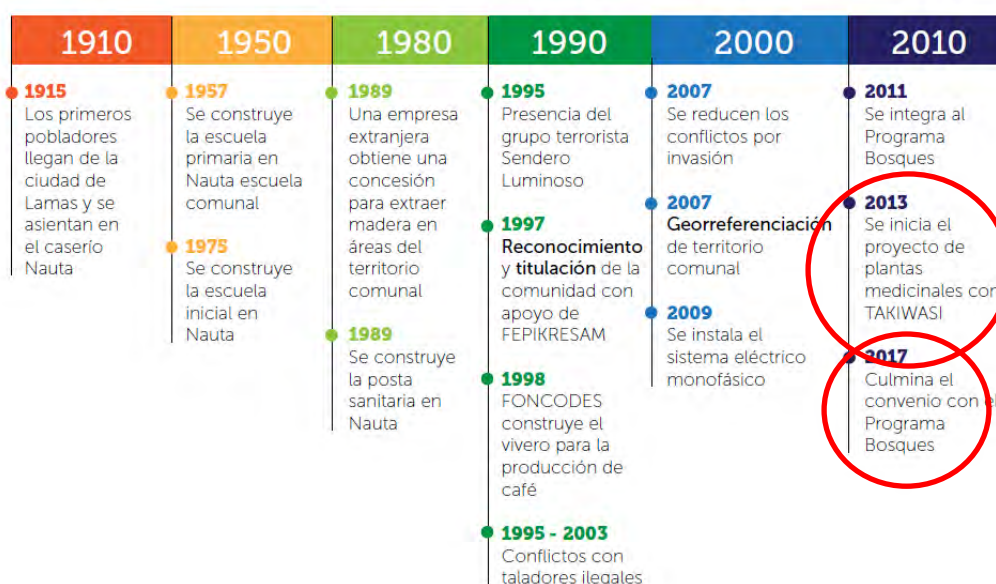 1910
1950
1980
1990
2000
2010
1915
Los primeros
pobladores
llegan de la
ciudad de
Lamas y se
asientan en
el caserío
Nauta
1957
Se construye
la escuela
primaria en
Nauta escuela
comunal
1975
Se construye
la escuela
inicial en
Nauta
1989
Una empresa
extranjera
obtiene una
concesión
para extraer
madera en
áreas del
territorio
comunal
1989
Se construye
la posta
sanitaria en
Nauta
1995
Presencia del
grupo terrorista
Sendero
Luminoso
1997
Reconocimiento
y titulación de la
comunidad con
apoyo de
FEPIKRESAM
1998
FONCODES
construye el
vivero para la
producción de
café
1995 - 2003
Conflictos con
taladores ilegales
2007
Se reducen los
conflictos por
invasión
2007
Georreferenciación
de territorio
comunal
2009
Se instala el
sistema eléctrico
monofásico
2011
Se integra al
Programa
Bosques
2013
Se inicia el
proyecto de
plantas
medicinales con
TAKIWASI
2017
Culmina el
convenio con el
Programa
Bosques